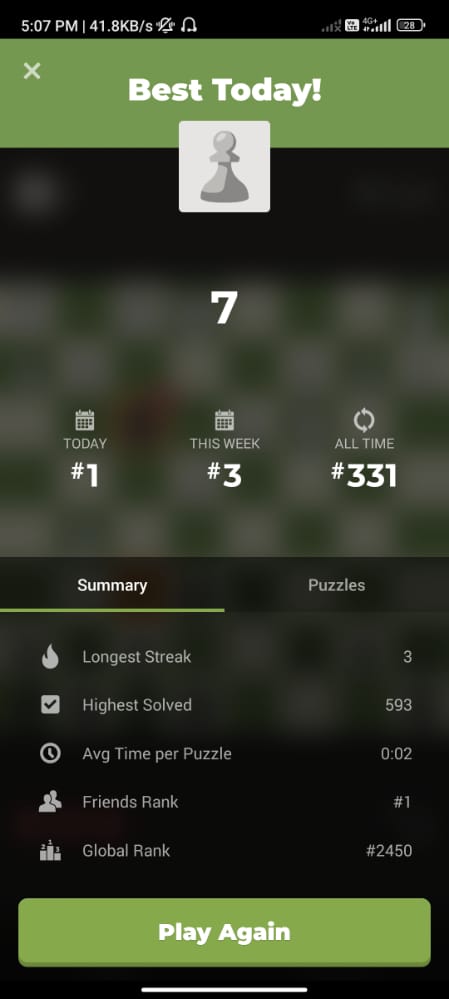 5:07 PM | 41.8KB/s
Vo LTE 4G+ 28
Best Today!
7
TODAY THIS WEEK ALL TIME
#1 #3 #331
Summary Puzzles
Longest Streak 3
Highest Solved 593
Avg Time per Puzzle 0:02
Friends Rank #1
Global Rank #2450
Play Again